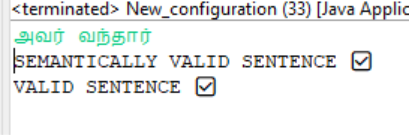 <terminated> New_configuration (33) [Java Applic
அவர் வந்தார்
SEMANTICALLY VALID SENTENCE ☑
VALID SENTENCE ☑